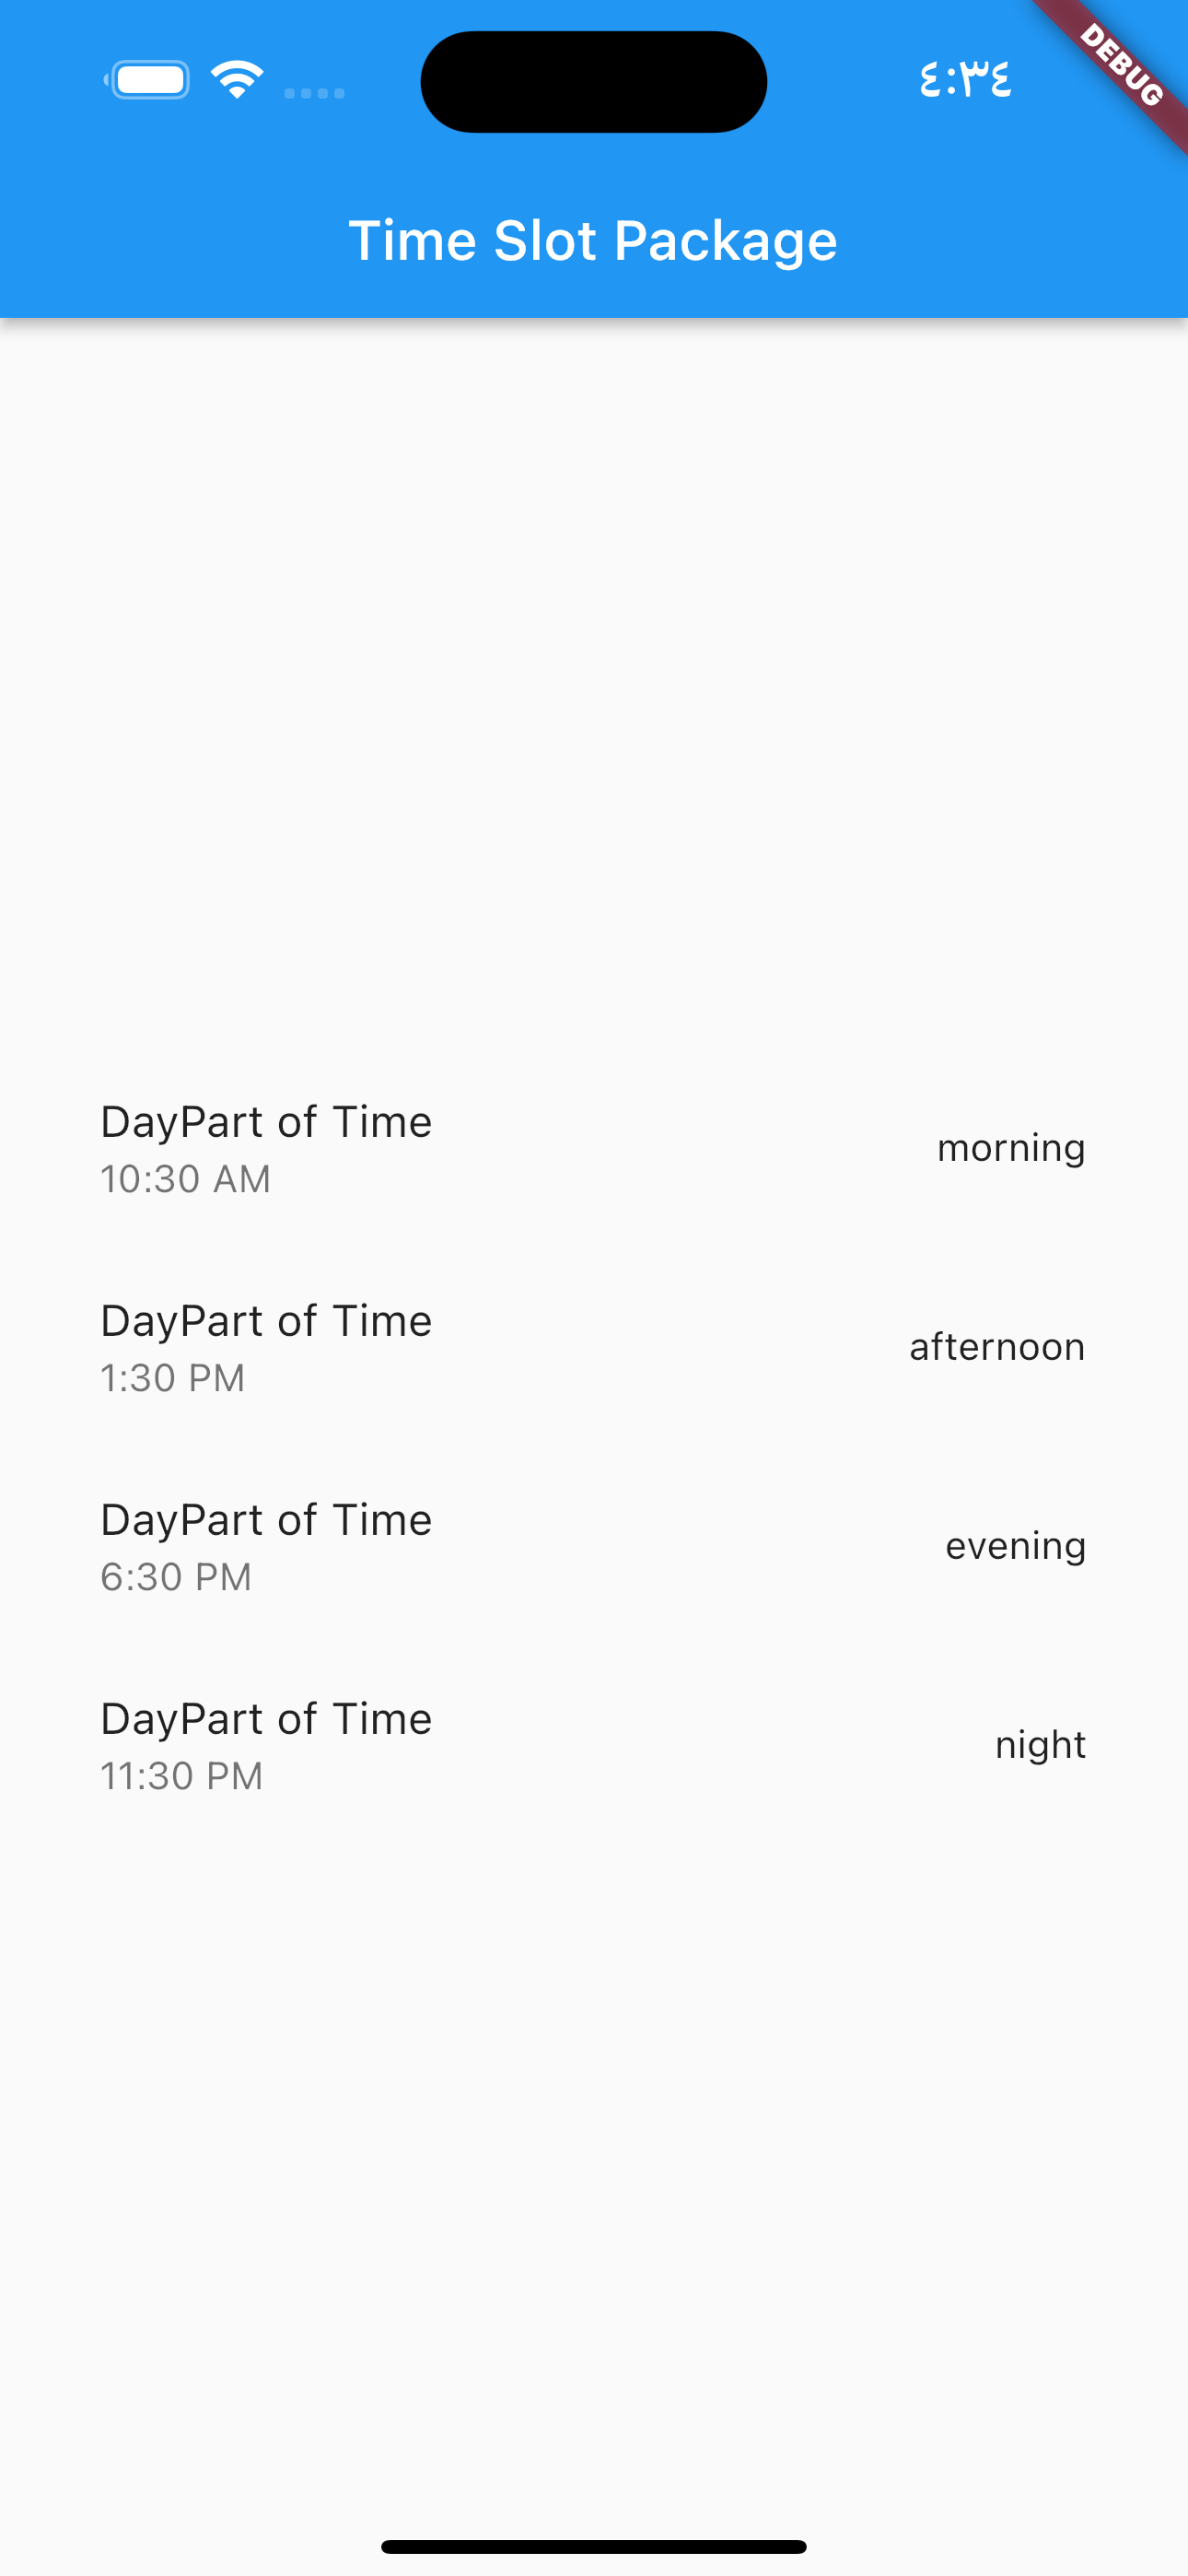 ٤:٣٤
DEBUG
Time Slot Package
DayPart of Time
10:30 AM
morning
DayPart of Time
1:30 PM
afternoon
DayPart of Time
6:30 PM
evening
DayPart of Time
11:30 PM
night